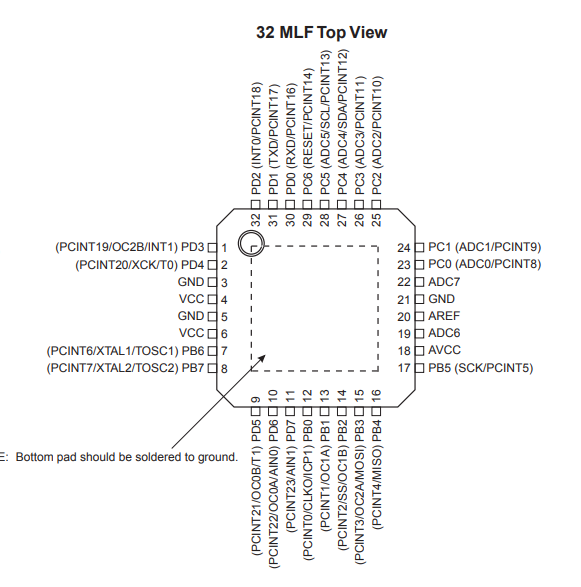 32 MLF Top View
PD2 (INT0/PCINT18)
PD1 (TXD/PCINT17)
PD0 (RXD/PCINT16)
PC6 (RESET/PCINT14)
PC5 (ADC5/SCL/PCINT13)
PC4 (ADC4/SDA/PCINT12)
PC3 (ADC3/PCINT11)
PC2 (ADC2/PCINT10)
32
31
30
29
28
27
26
25
(PCINT19/OC2B/INT1) PD3 1
(PCINT20/XCK/T0) PD4 2
GND 3
VCC 4
GND 5
VCC 6
(PCINT6/XTAL1/TOSC1) PB6 7
(PCINT7/XTAL2/TOSC2) PB7 8
24 PC1 (ADC1/PCINT9)
23 PC0 (ADC0/PCINT8)
22 ADC7
21 GND
20 AREF
19 ADC6
18 AVCC
17 PB5 (SCK/PCINT5)
9
10
11
12
13
14
15
16
(PCINT21/OC0B/T1) PD5
(PCINT22/OC0A/AIN0) PD6
(PCINT23/AIN1) PD7
(PCINT0/CLKO/ICP1) PB0
(PCINT1/OC1A) PB1
(PCINT2/SS/OC1B) PB2
(PCINT3/OC2A/MOSI) PB3
(PCINT4/MISO) PB4
E: Bottom pad should be soldered to ground.